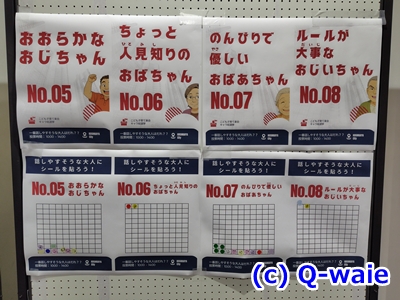 おおらかな
おじちゃん
No.05
ちょっと
ひとみし
人見知りの
おばちゃん
No.06
のんびりで
やさ
優しい
おばあちゃん
No.07
ルールが
だいじ
大事な
おじいちゃん
No.08
話しやすそうな大人に
シールを貼ろう!
No.05 おおらかな
おじちゃん
話しやすそうな大人に
シールを貼ろう!
No.06 ちょっと人見知りの
おばちゃん
話しやすそうな大人に
シールを貼ろう!
No.07 のんびりで優しい
おばあちゃん
話しやすそうな大人に
シールを貼ろう!
No.08 ルールが大事な
おじいちゃん
(c) Q-waie